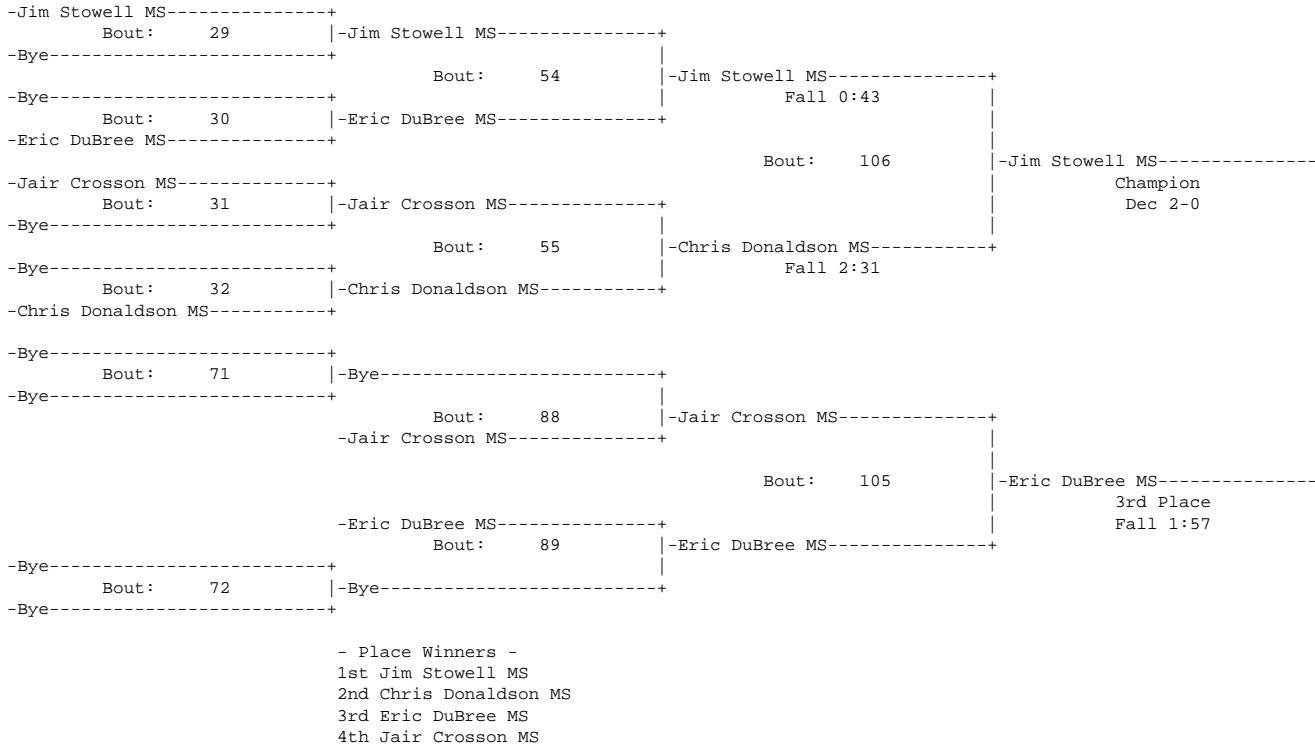 -Jim Stowell MS---------------+
Bout: 29 |-Jim Stowell MS---------------+
-Bye--------------------------+ |
Bout: 54 |-Jim Stowell MS---------------+
-Bye--------------------------+ | Fall 0:43 |
Bout: 30 |-Eric DuBree MS---------------+ |
-Eric DuBree MS---------------+ |
Bout: 106 |-Jim Stowell MS---------------
-Jair Crosson MS--------------+ | Champion
Bout: 31 |-Jair Crosson MS--------------+ | Dec 2-0
-Bye--------------------------+ | |
Bout: 55 |-Chris Donaldson MS-----------+
-Bye--------------------------+ | Fall 2:31
Bout: 32 |-Chris Donaldson MS-----------+
-Chris Donaldson MS-----------+
-Bye--------------------------+
Bout: 71 |-Bye--------------------------+
-Bye--------------------------+ |
Bout: 88 |-Jair Crosson MS--------------+
-Jair Crosson MS--------------+ |
|
Bout: 105 |-Eric DuBree MS---------------
| 3rd Place
-Eric DuBree MS---------------+ | Fall 1:57
Bout: 89 |-Eric DuBree MS---------------+
-Bye--------------------------+ |
Bout: 72 |-Bye--------------------------+
-Bye--------------------------+
- Place Winners -
1st Jim Stowell MS
2nd Chris Donaldson MS
3rd Eric DuBree MS
4th Jair Crosson MS